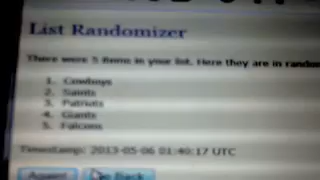 List Randomizer
There were 5 items in your list. Here they are in random
1. Cowboys
2. Saints
3. Patriots
4. Giants
5. Falcons
Timestamp: 2013-05-06 01:40:17 UTC
Again! Go Back